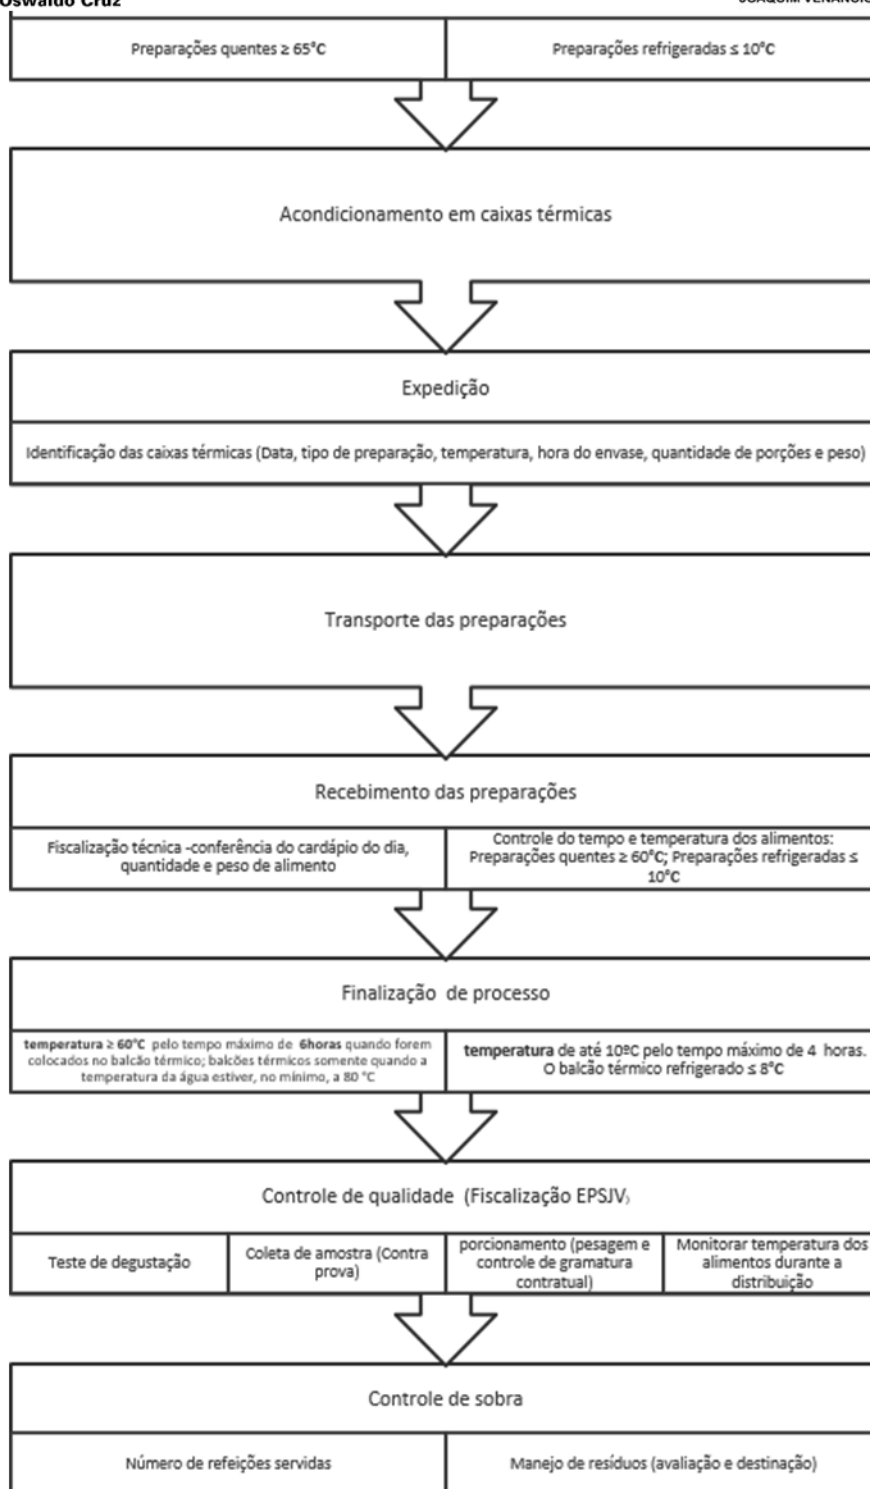 Oswaldo Cruz
JOAQUIM VENÂNCIO
Preparações quentes ≥ 65°C
Preparações refrigeradas ≤ 10°C
Acondicionamento em caixas térmicas
Expedição
Identificação das caixas térmicas (Data, tipo de preparação, temperatura, hora do envase, quantidade de porções e peso)
Transporte das preparações
Recebimento das preparações
Fiscalização técnica -conferência do cardápio do dia,
quantidade e peso de alimento
Controle do tempo e temperatura dos alimentos:
Preparações quentes ≥ 60°C; Preparações refrigeradas ≤
10°C
Finalização de processo
temperatura ≥ 60°C pelo tempo máximo de 6horas quando forem
colocados no balcão térmico; balcões térmicos somente quando a
temperatura da água estiver, no mínimo, a 80 °C
temperatura de até 10ºC pelo tempo máximo de 4 horas.
O balcão térmico refrigerado ≤ 8°C
Controle de qualidade (Fiscalização EPSJV)
Teste de degustação
Coleta de amostra (Contra
prova)
porcionamento (pesagem e
controle de gramatura
contratual)
Monitorar temperatura dos
alimentos durante a
distribuição
Controle de sobra
Número de refeições servidas
Manejo de resíduos (avaliação e destinação)